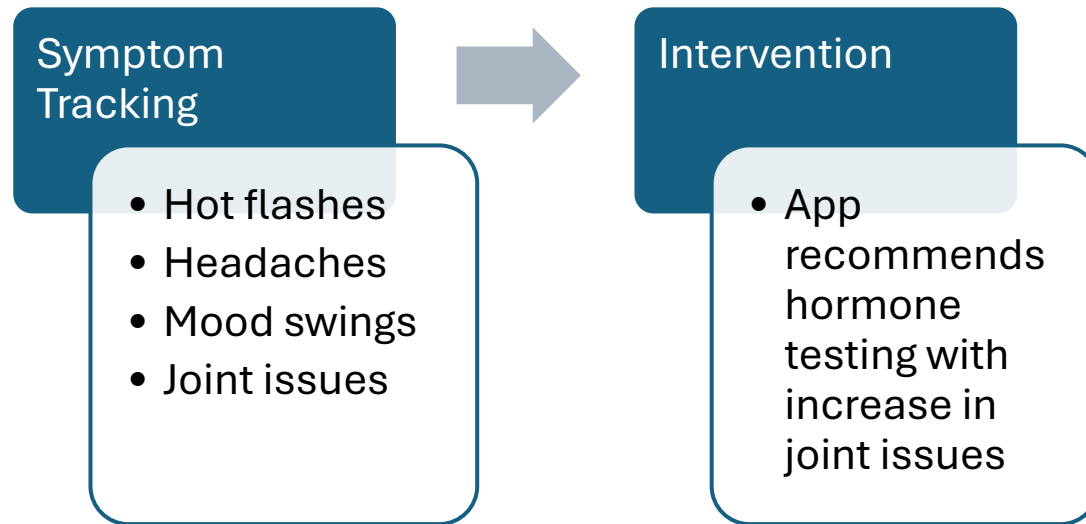 Symptom
Tracking
• Hot flashes
• Headaches
• Mood swings
• Joint issues
Intervention
• App
recommends
hormone
testing with
increase in
joint issues